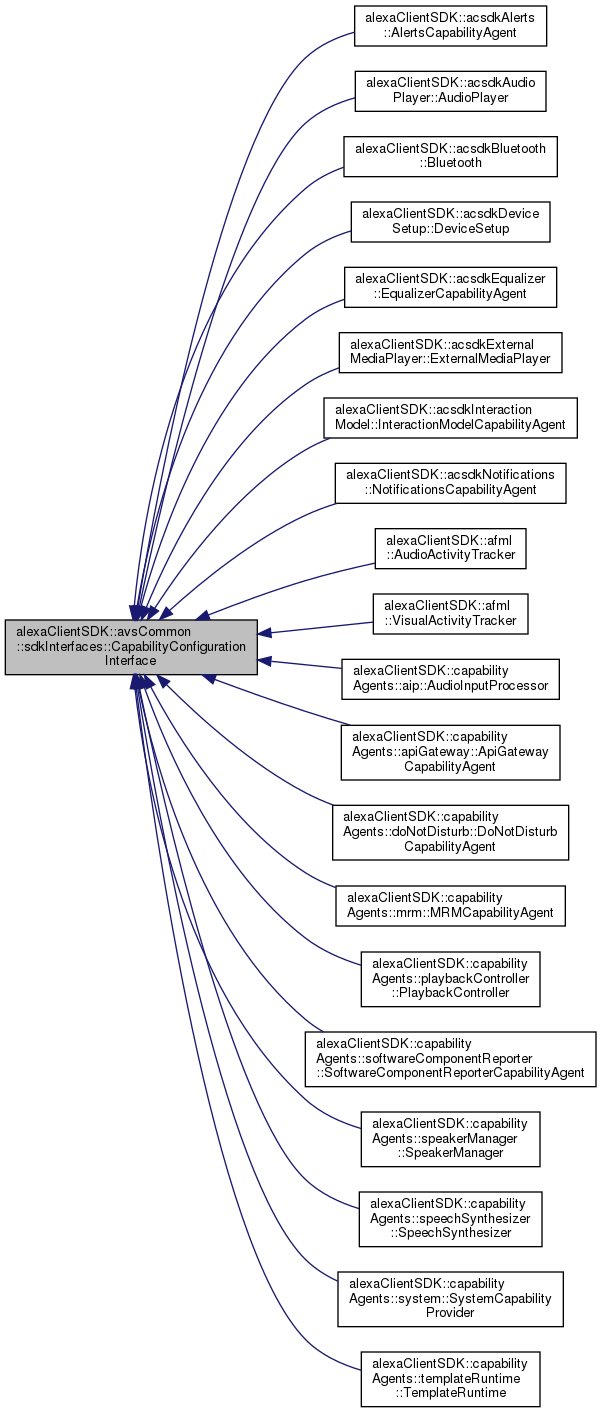 alexaClientSDK::acsdkAlerts
::AlertsCapabilityAgent
alexaClientSDK::acsdkAudio
Player::AudioPlayer
alexaClientSDK::acsdkBluetooth
::Bluetooth
alexaClientSDK::acsdkDevice
Setup::DeviceSetup
alexaClientSDK::acsdkEqualizer
::EqualizerCapabilityAgent
alexaClientSDK::acsdkExternal
MediaPlayer::ExternalMediaPlayer
alexaClientSDK::acsdkInteraction
Model::InteractionModelCapabilityAgent
alexaClientSDK::acsdkNotifications
::NotificationsCapabilityAgent
alexaClientSDK::afml
::AudioActivityTracker
alexaClientSDK::afml
::VisualActivityTracker
alexaClientSDK::avsCommon
::sdkInterfaces::CapabilityConfiguration
Interface
alexaClientSDK::capability
Agents::aip::AudioInputProcessor
alexaClientSDK::capability
Agents::apiGateway::ApiGateway
CapabilityAgent
alexaClientSDK::capability
Agents::doNotDisturb::DoNotDisturb
CapabilityAgent
alexaClientSDK::capability
Agents::mrm::MRMCapabilityAgent
alexaClientSDK::capability
Agents::playbackController
::PlaybackController
alexaClientSDK::capability
Agents::softwareComponentReporter
::SoftwareComponentReporterCapabilityAgent
alexaClientSDK::capability
Agents::speakerManager
::SpeakerManager
alexaClientSDK::capability
Agents::speechSynthesizer
::SpeechSynthesizer
alexaClientSDK::capability
Agents::system::SystemCapability
Provider
alexaClientSDK::capability
Agents::templateRuntime
::TemplateRuntime